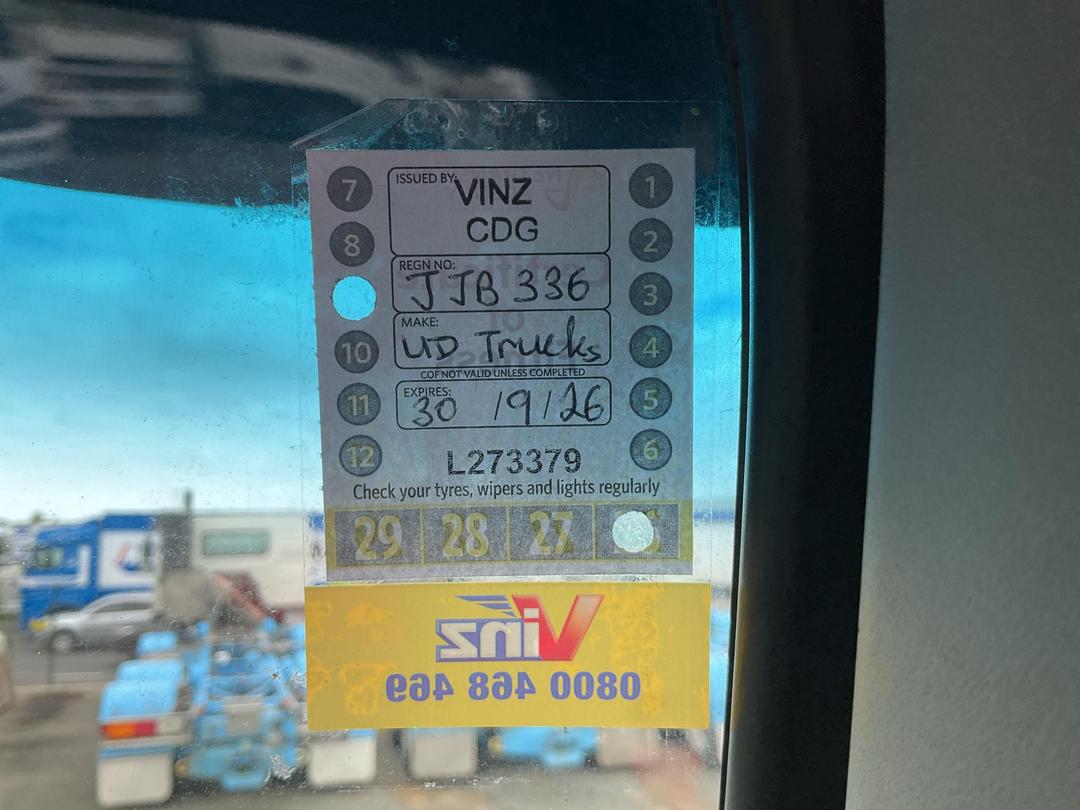 7
1
ISSUED BY: VINZ
CDG
8
2
REGN NO:
JJB 336
3
MAKE:
UD Trucks
10
4
COF NOT VALID UNLESS COMPLETED
EXPIRES:
30 /9/26
11
5
12
6
L273379
Check your tyres, wipers and lights regularly
29 28 27
Vinz
0800 468 469